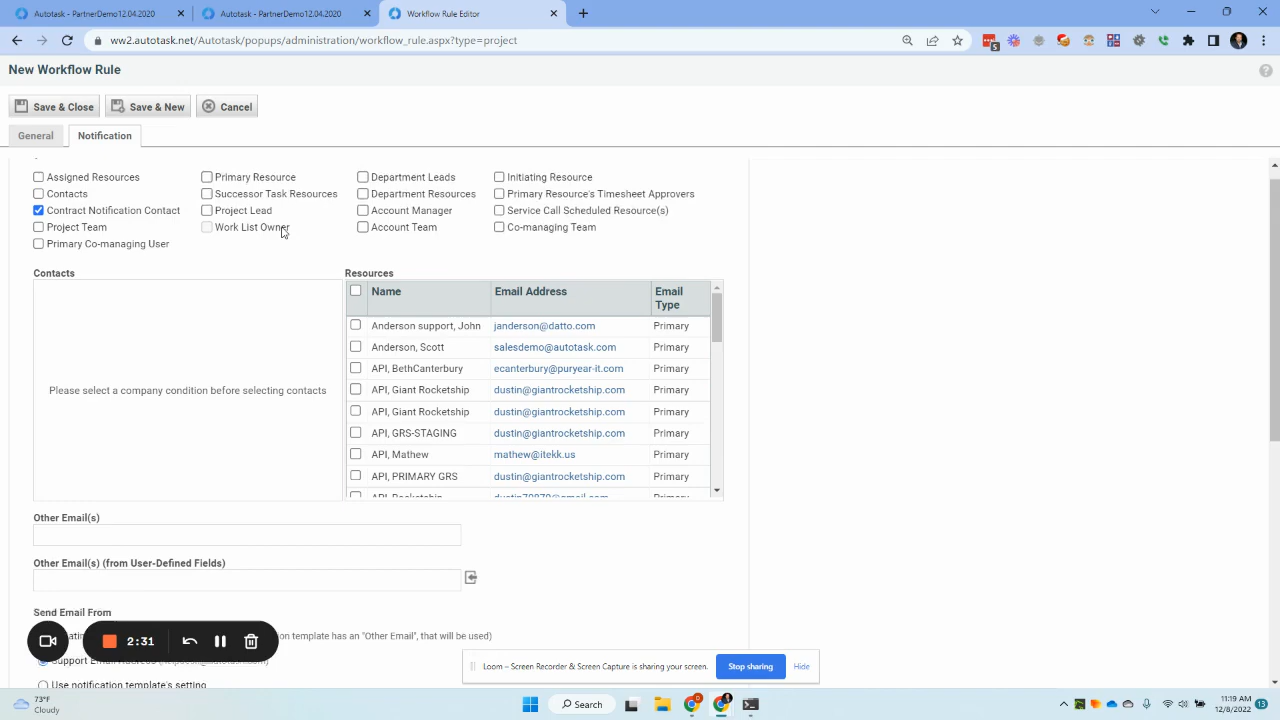 Autotask - PartnerDemo12.04.2020
Autotask - PartnerDemo12.04.2020
Workflow Rule Editor
ww2.autotask.net/Autotask/popups/administration/workflow_rule.aspx?type=project
New Workflow Rule
Save & Close Save & New Cancel
General Notification
Assigned Resources Primary Resource Department Leads Initiating Resource
Contacts Successor Task Resources Department Resources Primary Resource's Timesheet Approvers
Contract Notification Contact Project Lead Account Manager Service Call Scheduled Resource(s)
Project Team Work List Owner Account Team Co-managing Team
Primary Co-managing User
Contacts
Please select a company condition before selecting contacts
Resources
Name Email Address Email Type
Anderson support, John janderson@datto.com Primary
Anderson, Scott salesdemo@autotask.com Primary
API, BethCanterbury ecanterbury@puryear-it.com Primary
API, Giant Rocketship dustin@giantrocketship.com Primary
API, Giant Rocketship dustin@giantrocketship.com Primary
API, GRS-STAGING dustin@giantrocketship.com Primary
API, Mathew mathew@itekk.us Primary
API, PRIMARY GRS dustin@giantrocketship.com Primary
Other Email(s)
Other Email(s) (from User-Defined Fields)
Send Email From
on template has an "Other Email", that will be used)
Support Email Address
Use notification template's setting
2:31
Loom – Screen Recorder & Screen Capture is sharing your screen. Stop sharing Hide
73°F
Cloudy
Search
11:19 AM
12/8/2022